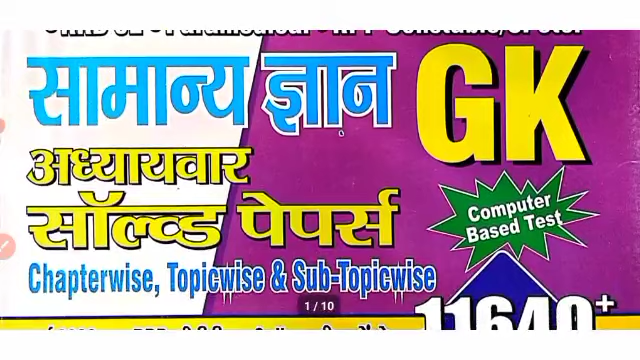 सामान्य ज्ञान GK
अध्यायवार
सॉल्व्ड पेपर्स
Computer
Based Test
Chapterwise, Topicwise & Sub-Topicwise
1 / 10
11640+